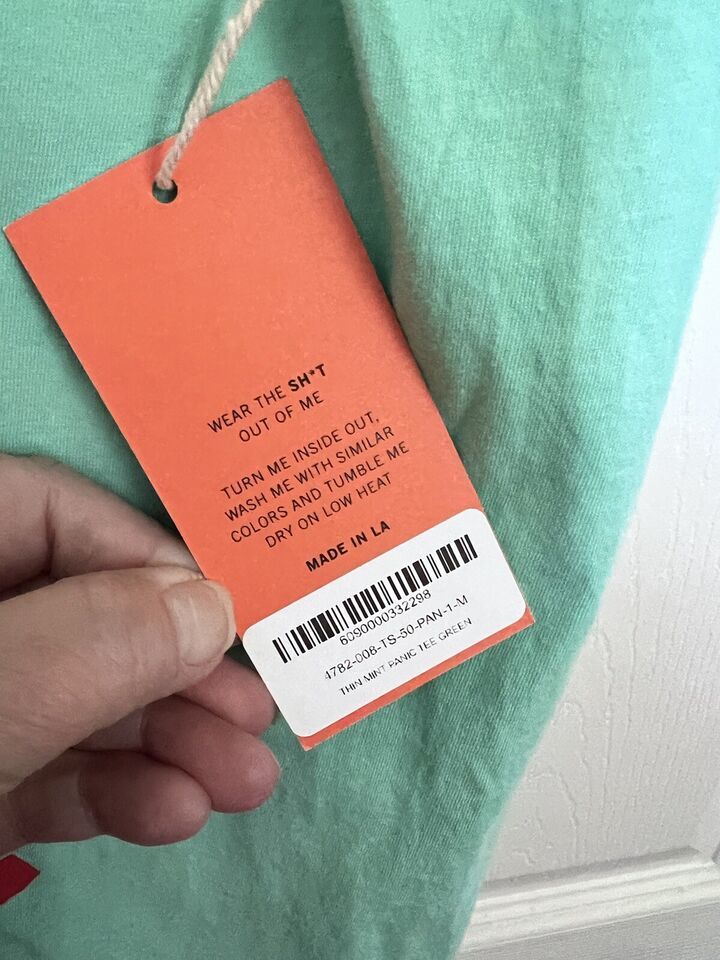 WEAR THE SH*T
OUT OF ME
TURN ME INSIDE OUT,
WASH ME WITH SIMILAR
COLORS AND TUMBLE ME
DRY ON LOW HEAT
MADE IN LA
6090000332298
4782-008-TS-50-PAN-1-M
THIN MINT PANIC TEE GREEN